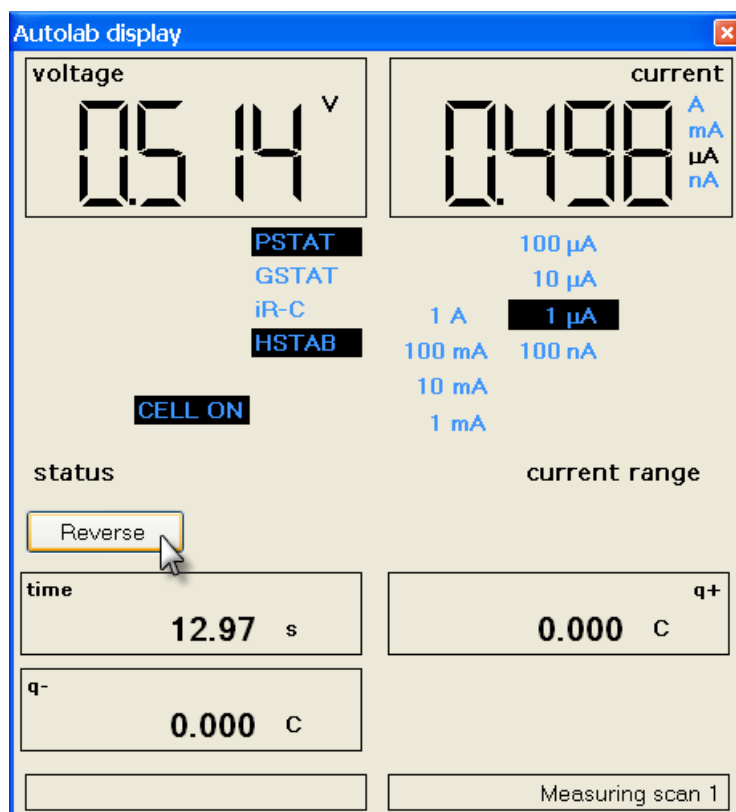 Autolab display
voltage
current
0.514 V
0.498
A
mA
µA
nA
PSTAT
GSTAT
iR-C
HSTAB
CELL ON
100 µA
10 µA
1 A
1 µA
100 mA
100 nA
10 mA
1 mA
status
current range
Reverse
time
12.97 s
q+
0.000 C
q-
0.000 C
Measuring scan 1